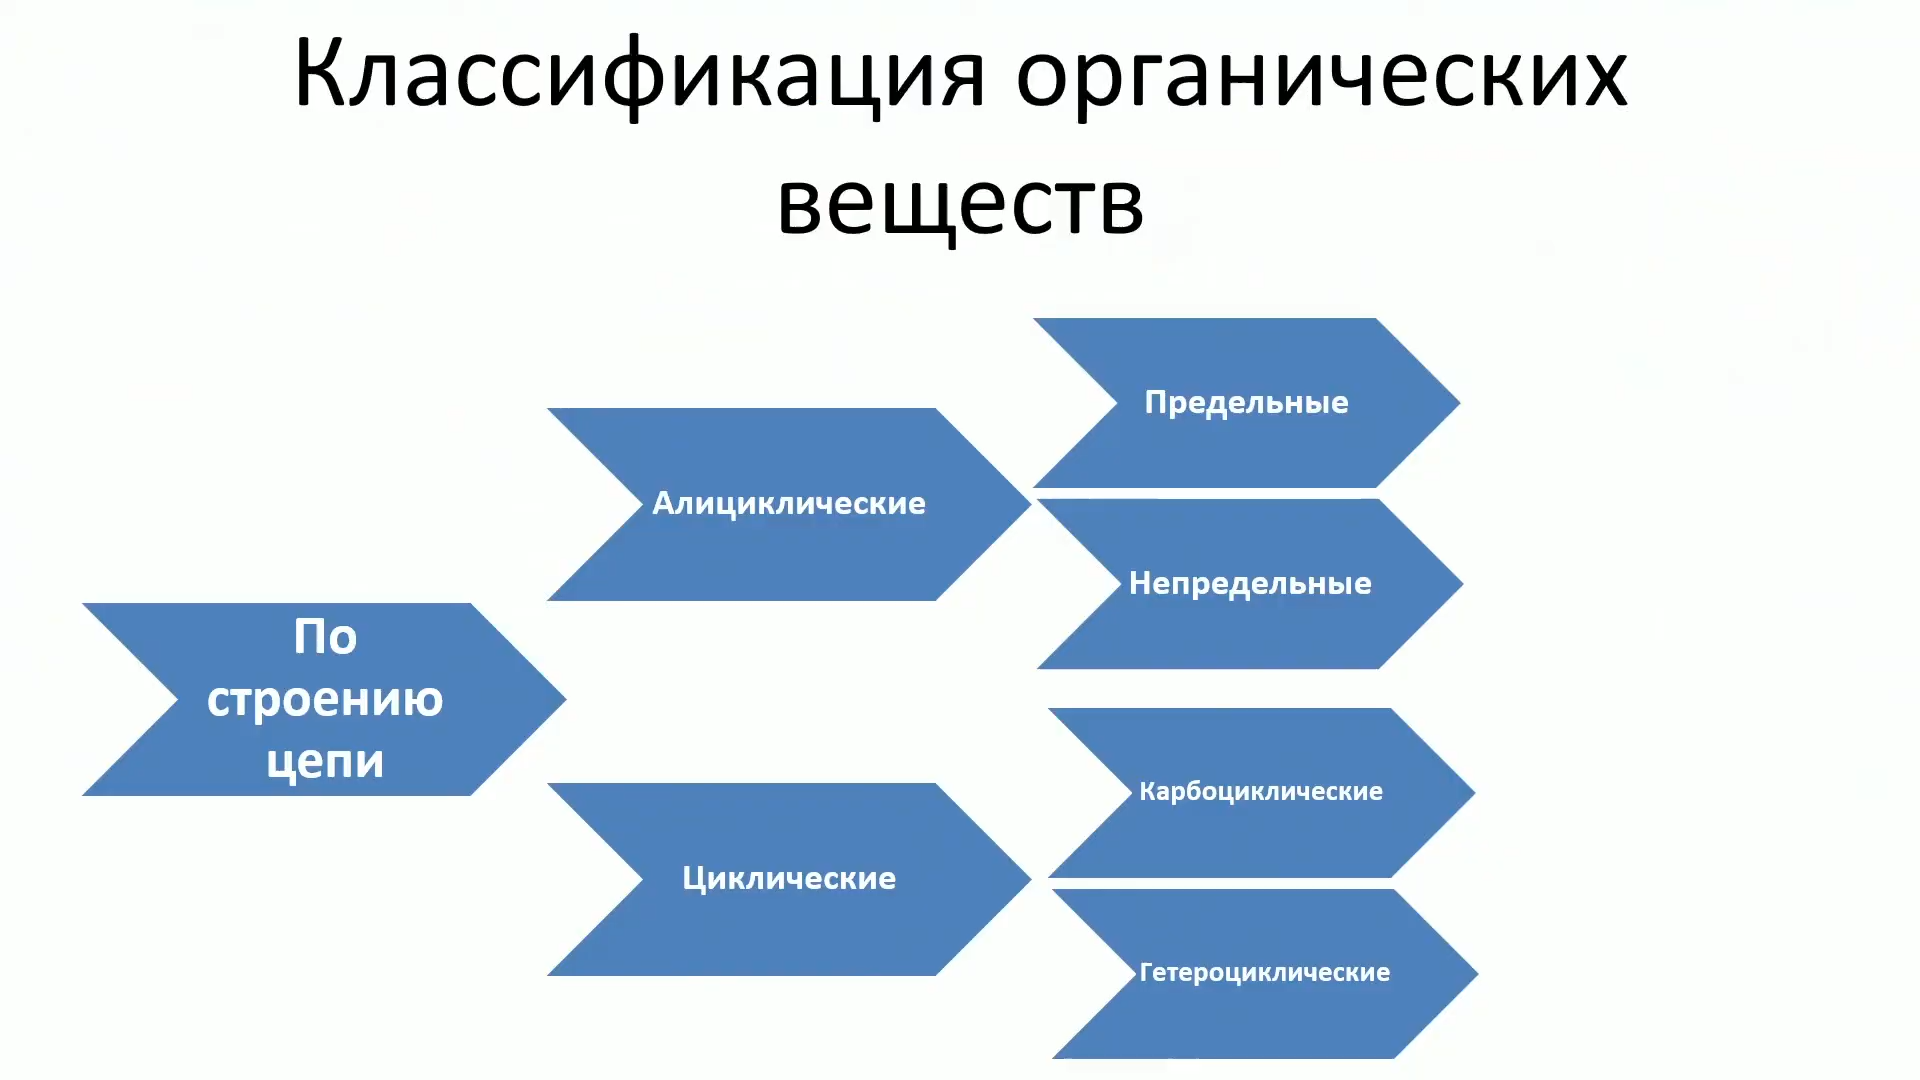 Классификация органических
веществ
По
строению
цепи
Алициклические
Циклические
Предельные
Непредельные
Карбоциклические
Гетероциклические